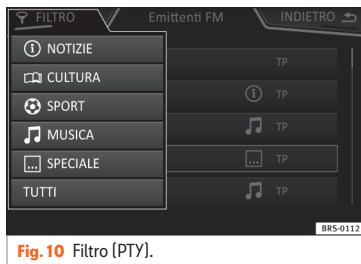 FILTRO Emittenti FM INDIETRO
NOTIZIE TP
CULTURA TP
SPORT TP
MUSICA TP
SPECIALE TP
TUTTI
BRS-0112
Fig. 10 Filtro (PTY).